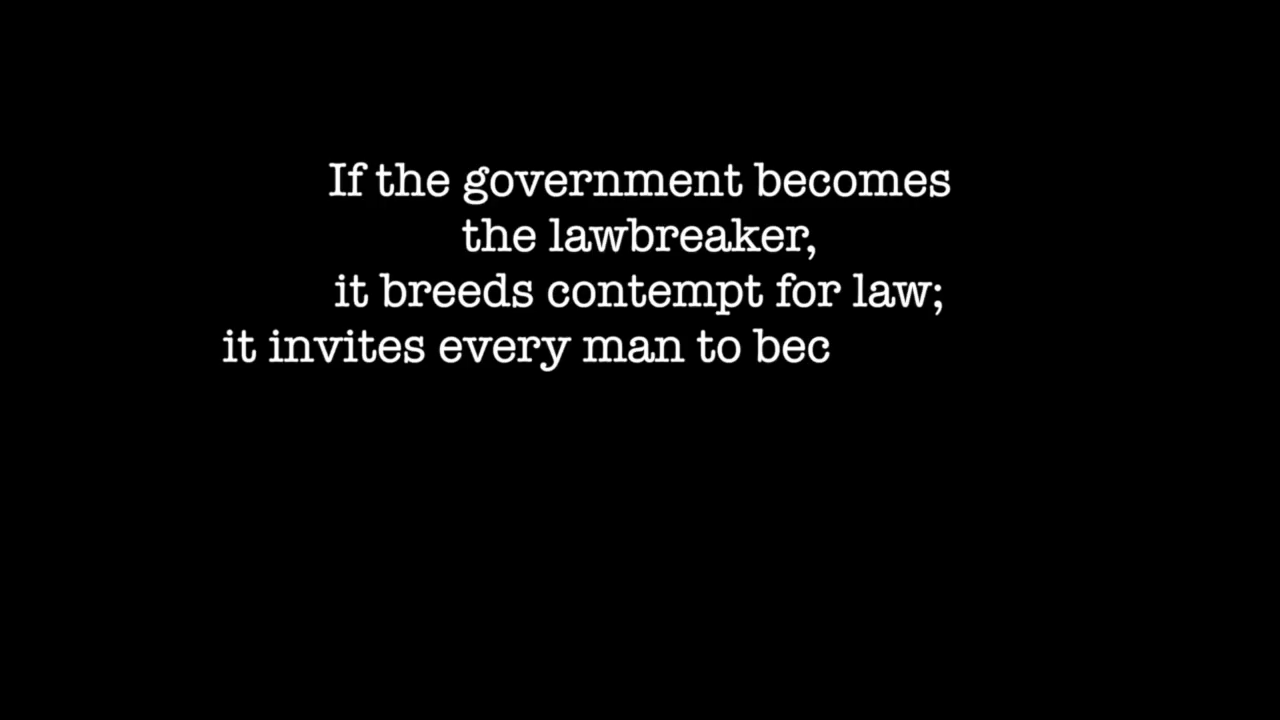 If the government becomes
the lawbreaker,
it breeds contempt for law;
it invites every man to bec